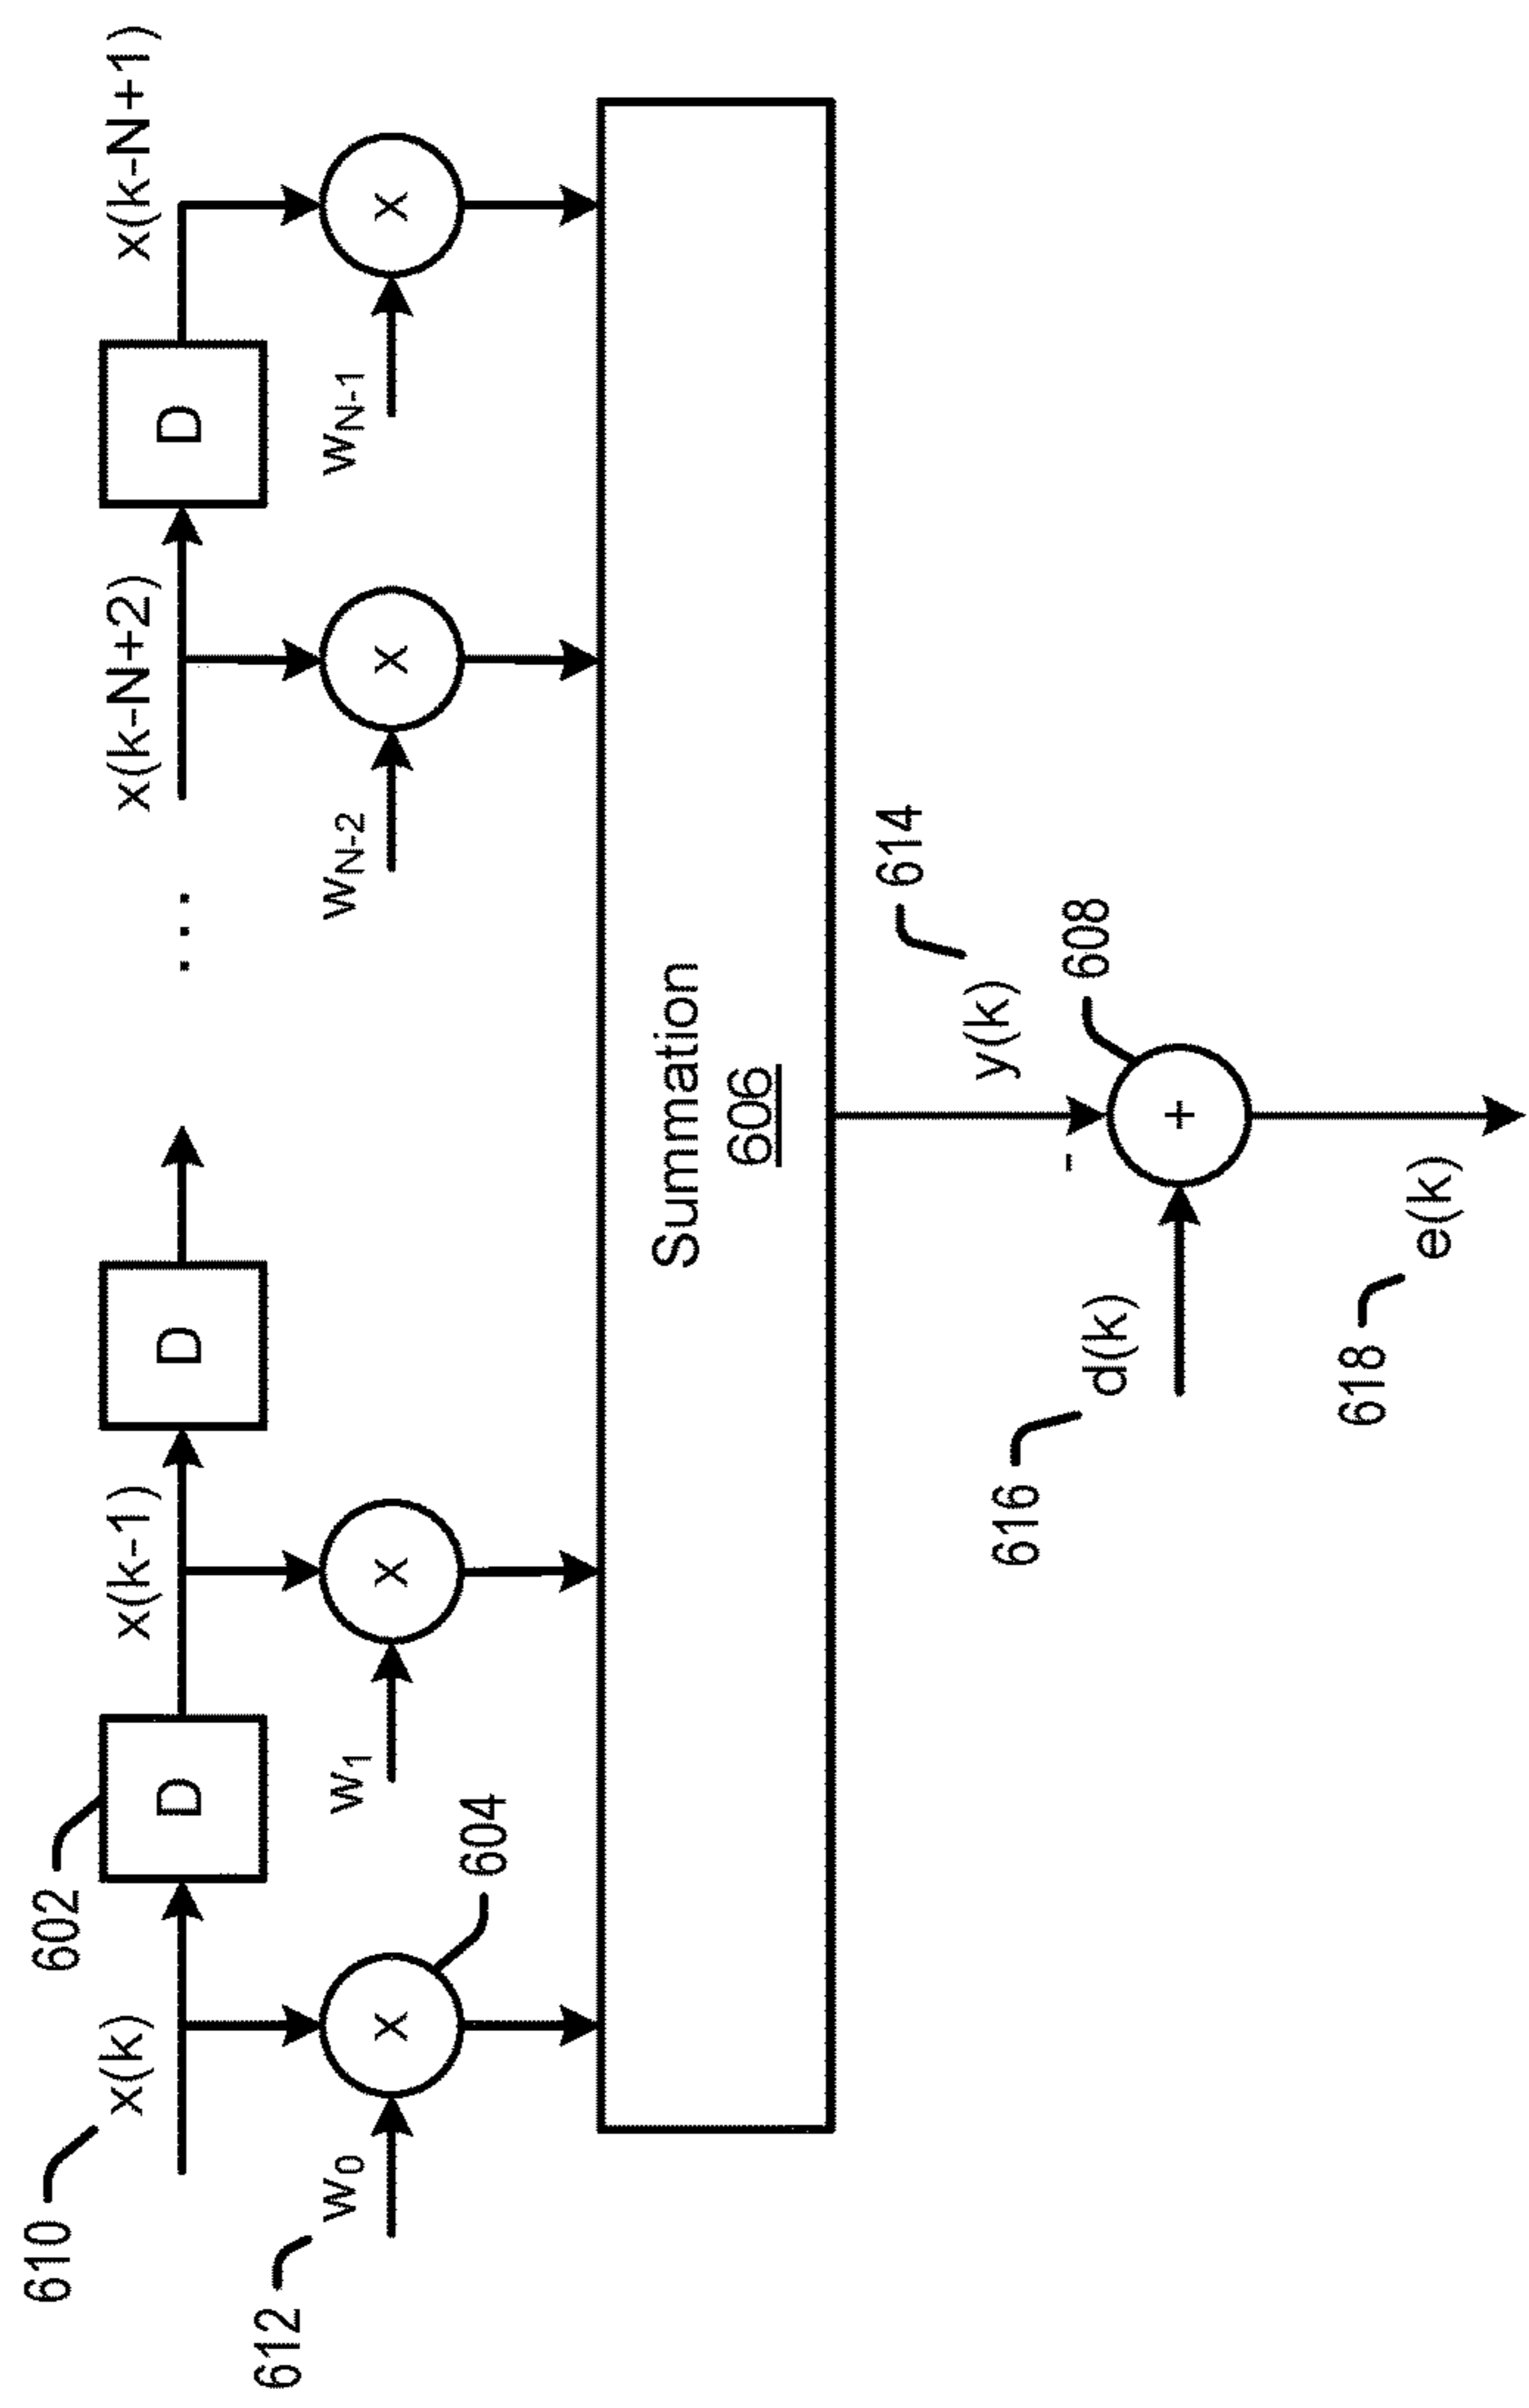 610
x(k)
602
D
x(k-1)
D
. . .
x(k-N+2)
D
x(k-N+1)
612
w0
X
604
w1
X
wN-2
X
wN-1
X
Summation
606
y(k)
614
616
d(k)
-
+
608
618
e(k)